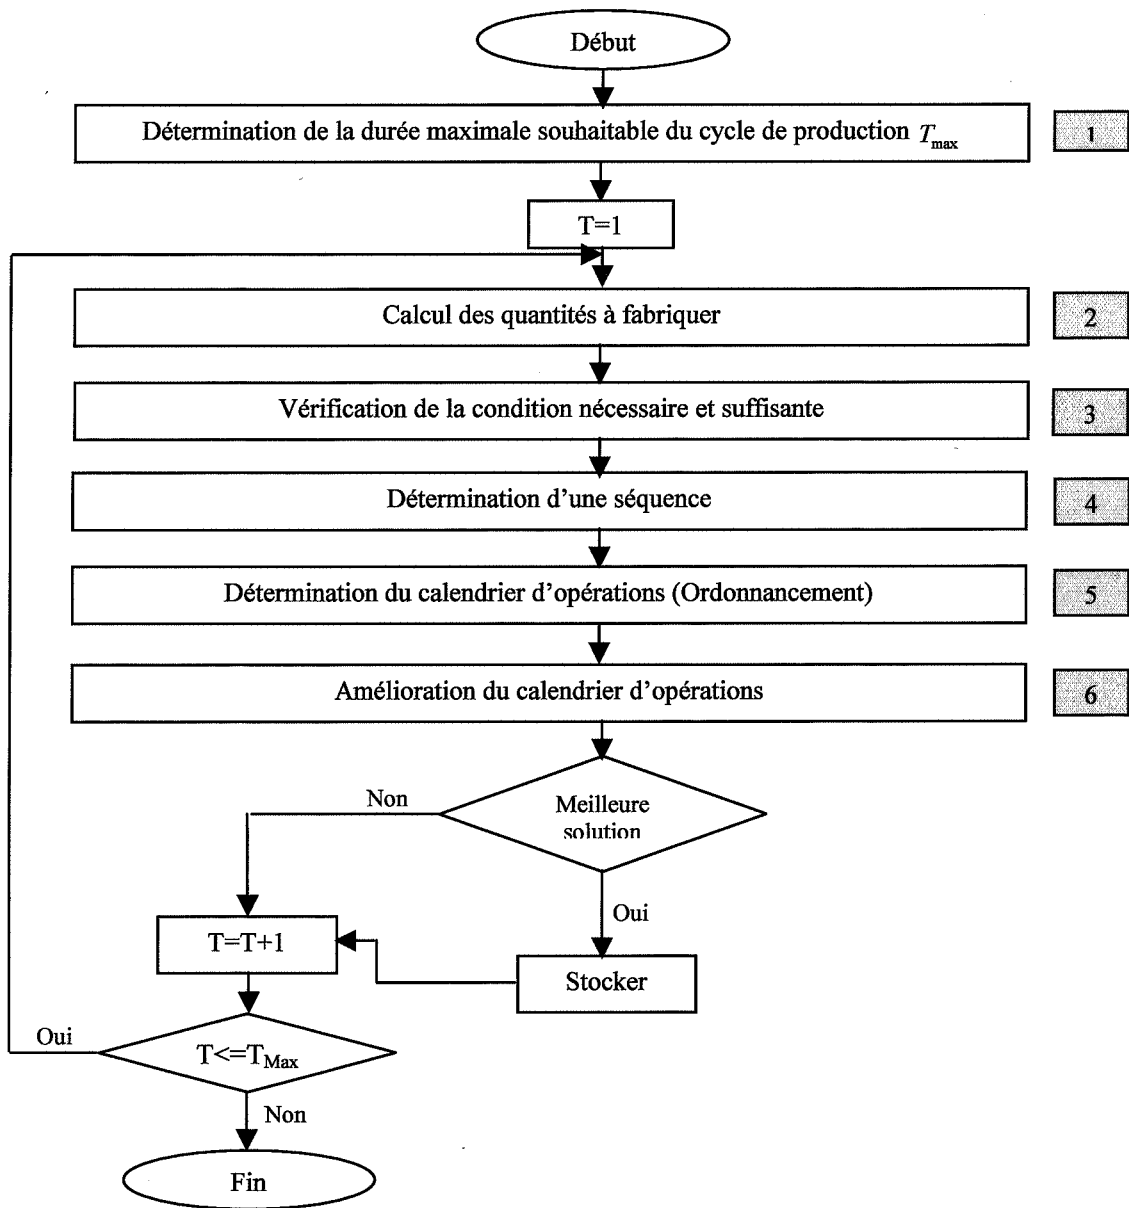 Début
Détermination de la durée maximale souhaitable du cycle de production T_max
1
T=1
Calcul des quantités à fabriquer
2
Vérification de la condition nécessaire et suffisante
3
Détermination d'une séquence
4
Détermination du calendrier d'opérations (Ordonnancement)
5
Amélioration du calendrier d'opérations
6
Non
Meilleure
solution
Oui
T=T+1
Stocker
Oui
T<=T_Max
Non
Fin